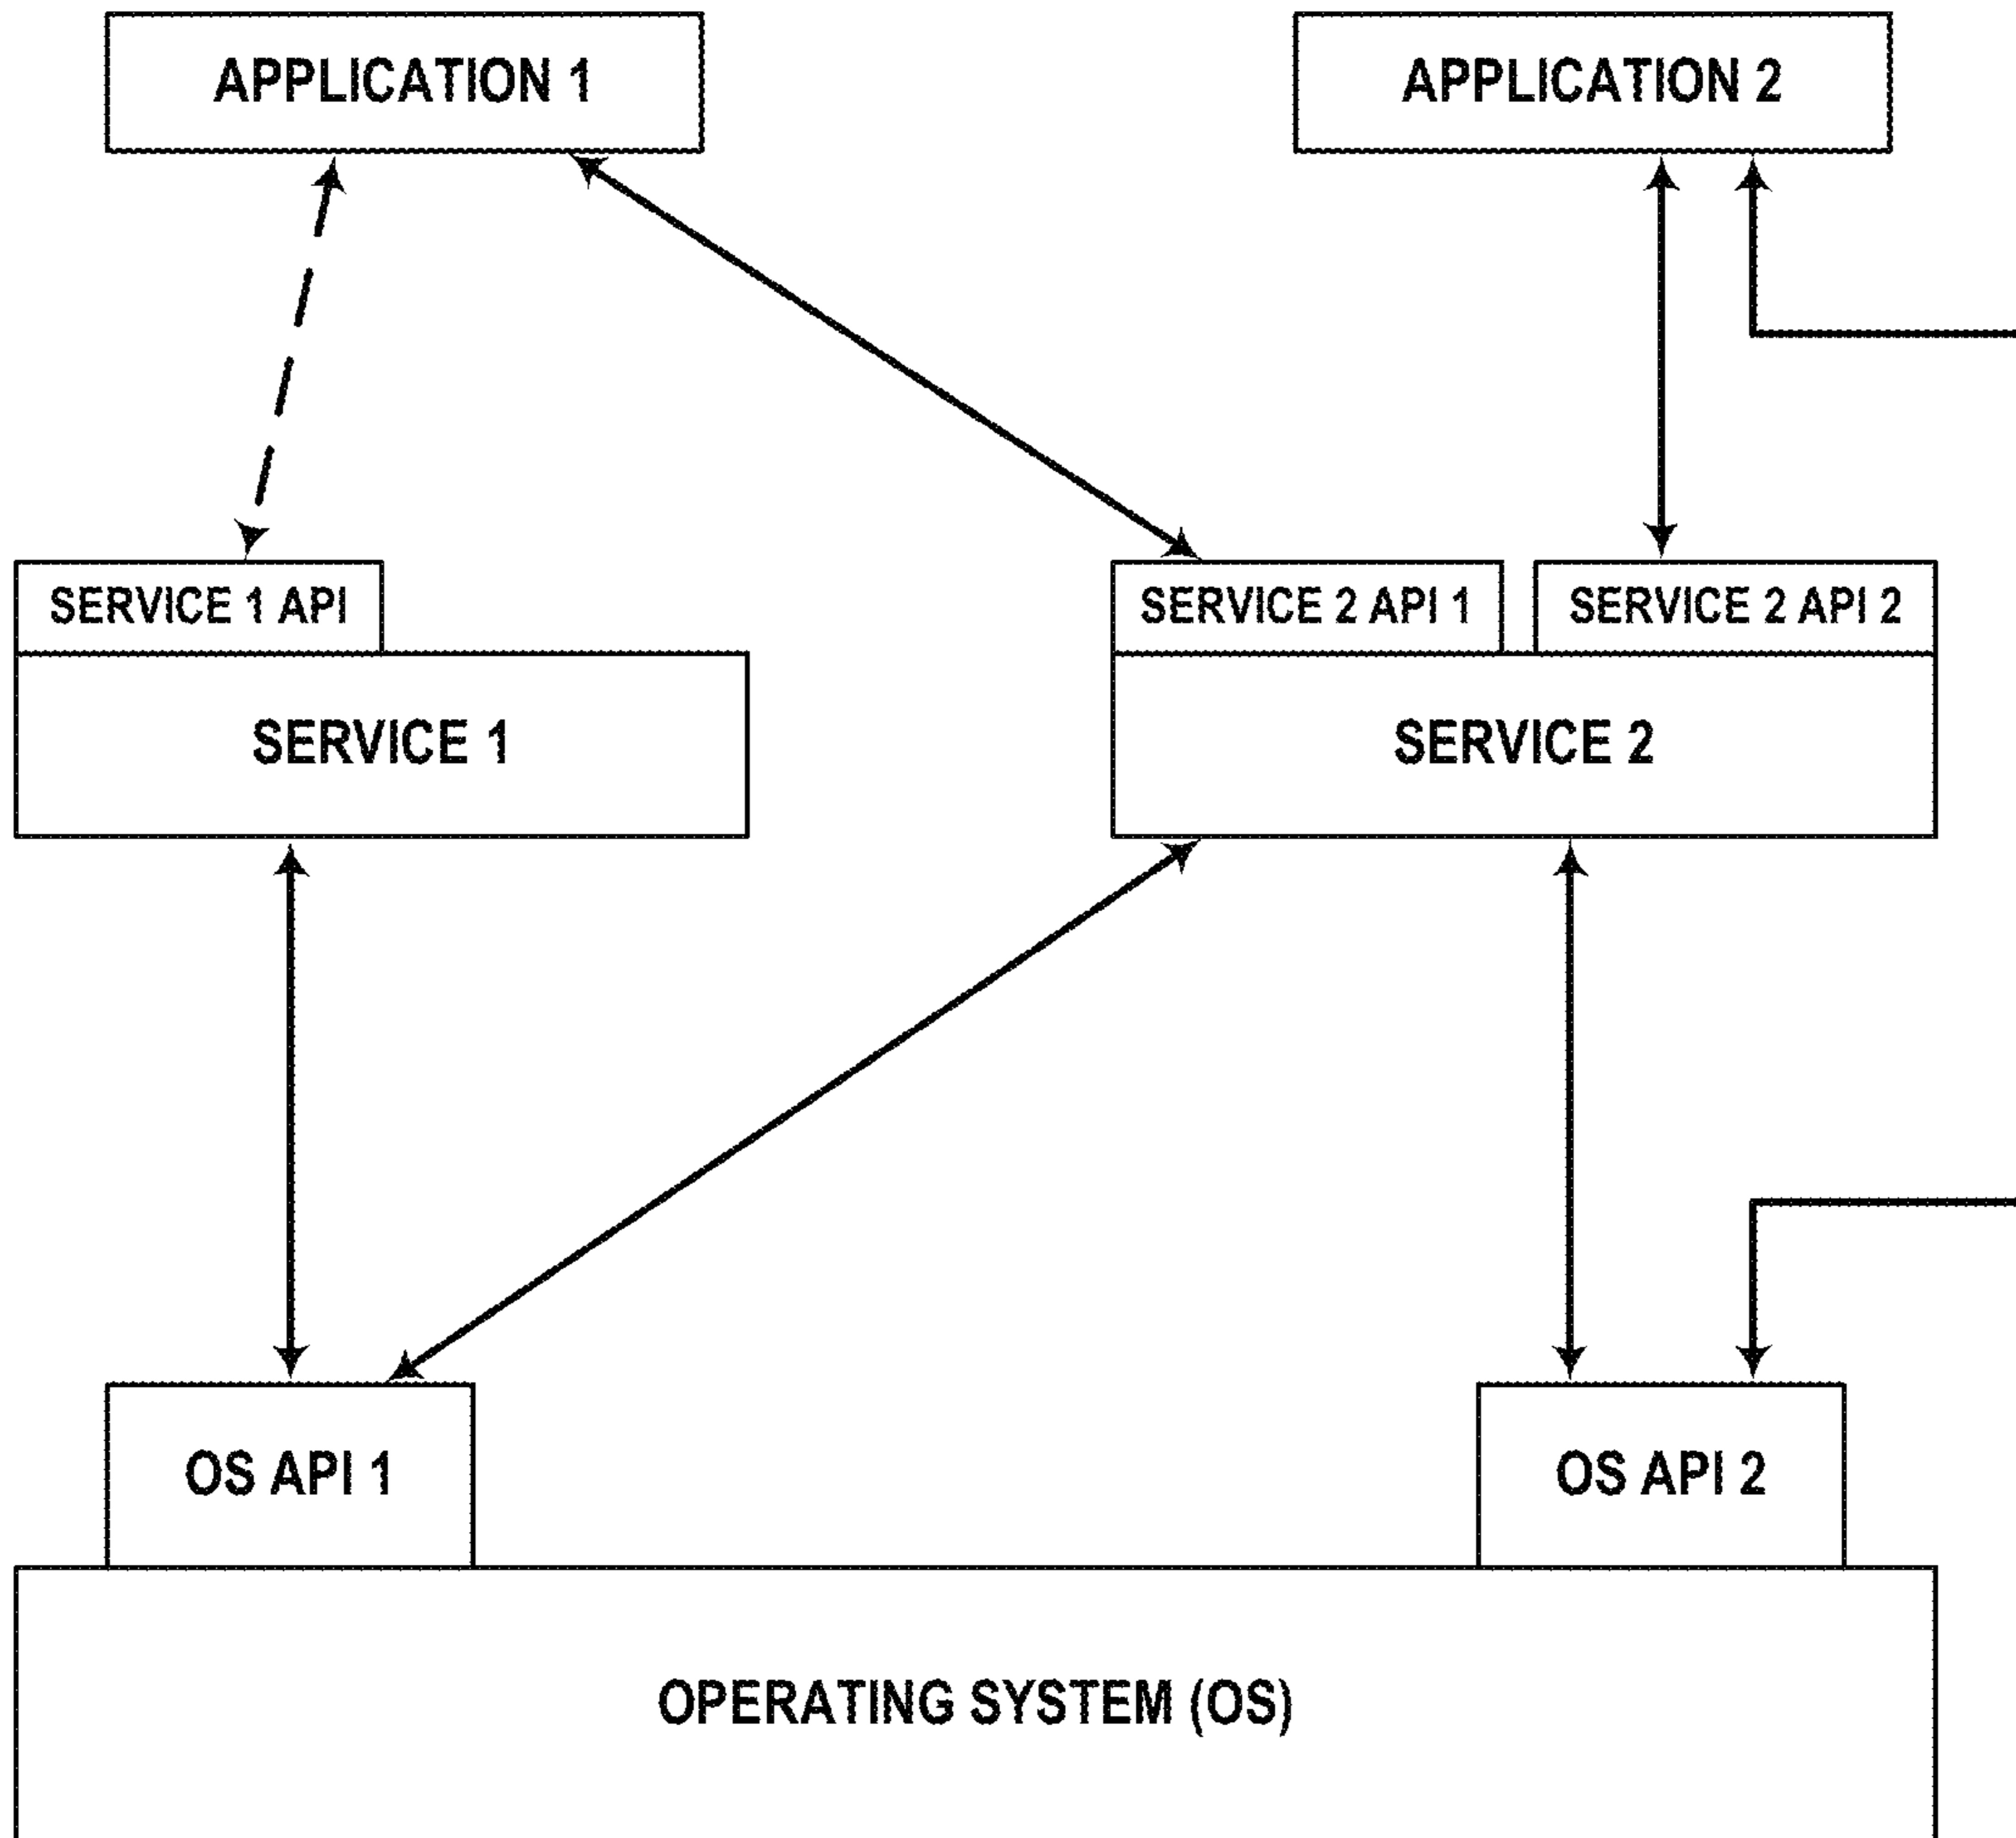 APPLICATION 1
APPLICATION 2
SERVICE 1 API
SERVICE 2 API 1
SERVICE 2 API 2
SERVICE 1
SERVICE 2
OS API 1
OS API 2
OPERATING SYSTEM (OS)